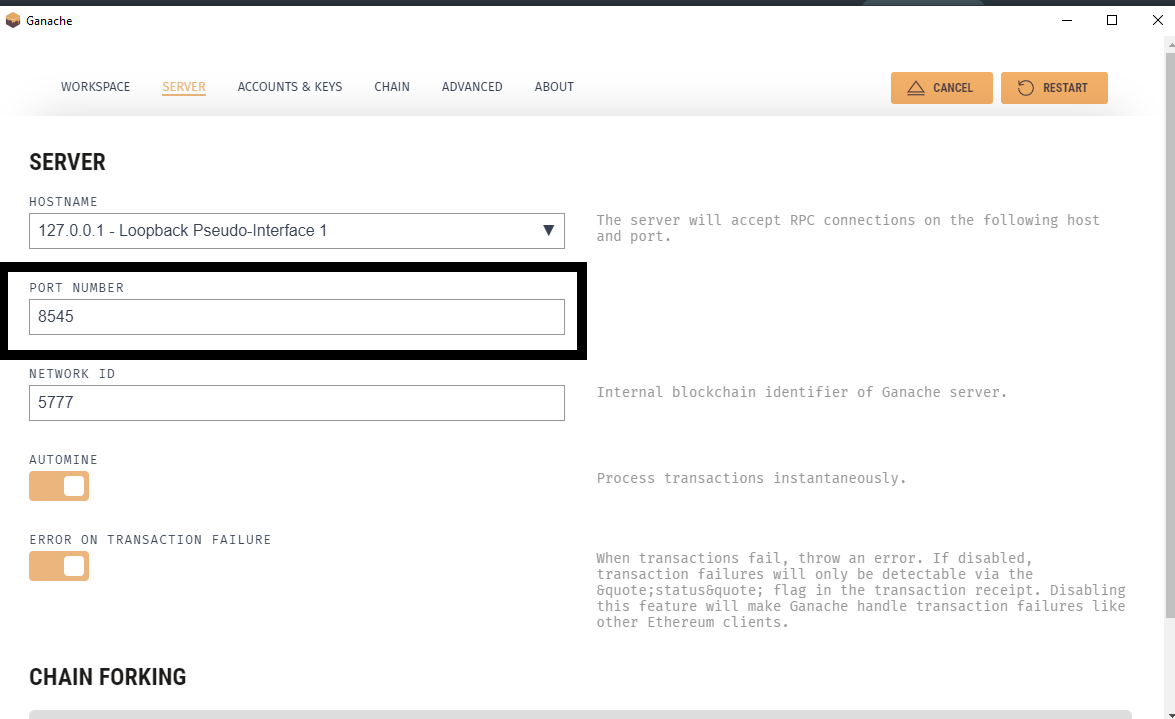 Ganache
WORKSPACE SERVER ACCOUNTS & KEYS CHAIN ADVANCED ABOUT CANCEL RESTART
SERVER
HOSTNAME
127.0.0.1 - Loopback Pseudo-Interface 1
The server will accept RPC connections on the following host
and port.
PORT NUMBER
8545
NETWORK ID
5777
Internal blockchain identifier of Ganache server.
AUTOMINE
Process transactions instantaneously.
ERROR ON TRANSACTION FAILURE
When transactions fail, throw an error. If disabled,
transaction failures will only be detectable via the
&quote;status&quote; flag in the transaction receipt. Disabling
this feature will make Ganache handle transaction failures like
other Ethereum clients.
CHAIN FORKING